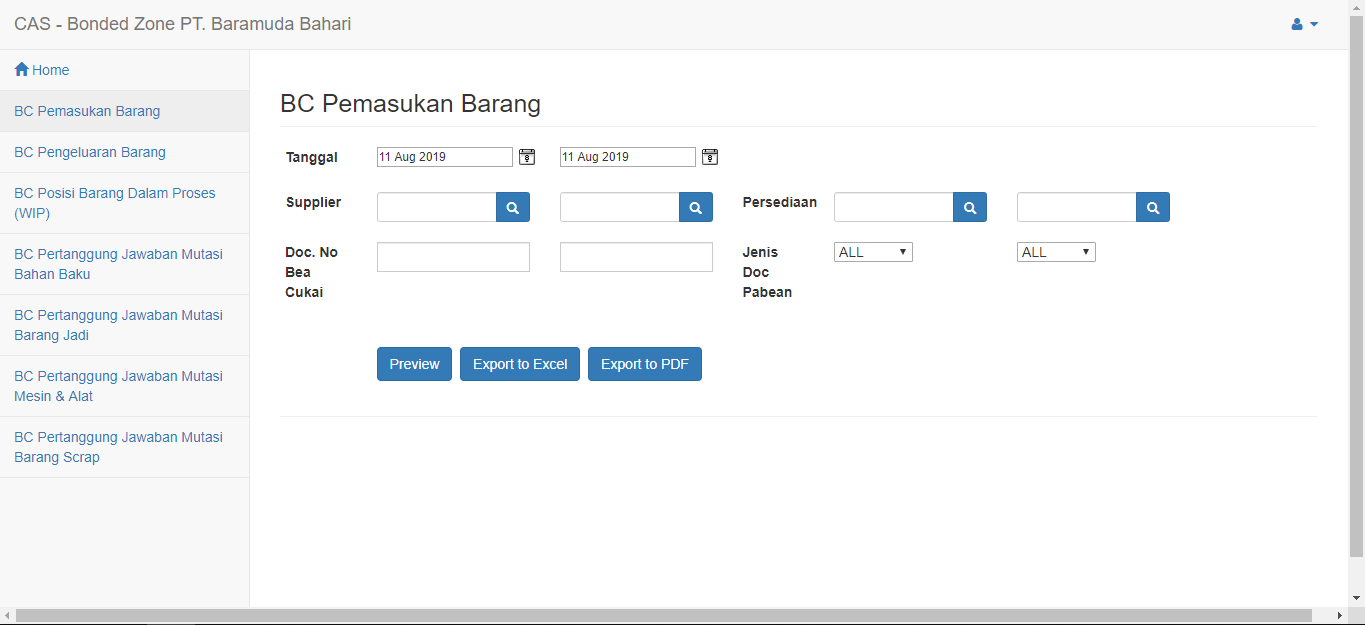 CAS - Bonded Zone PT. Baramuda Bahari
Home
BC Pemasukan Barang
BC Pengeluaran Barang
BC Posisi Barang Dalam Proses
(WIP)
BC Pertanggung Jawaban Mutasi
Bahan Baku
BC Pertanggung Jawaban Mutasi
Barang Jadi
BC Pertanggung Jawaban Mutasi
Mesin & Alat
BC Pertanggung Jawaban Mutasi
Barang Scrap
BC Pemasukan Barang
Tanggal 11 Aug 2019 11 Aug 2019
Supplier Persediaan
Doc. No
Bea
Cukai
Jenis
Doc
Pabean
ALL ALL
Preview Export to Excel Export to PDF